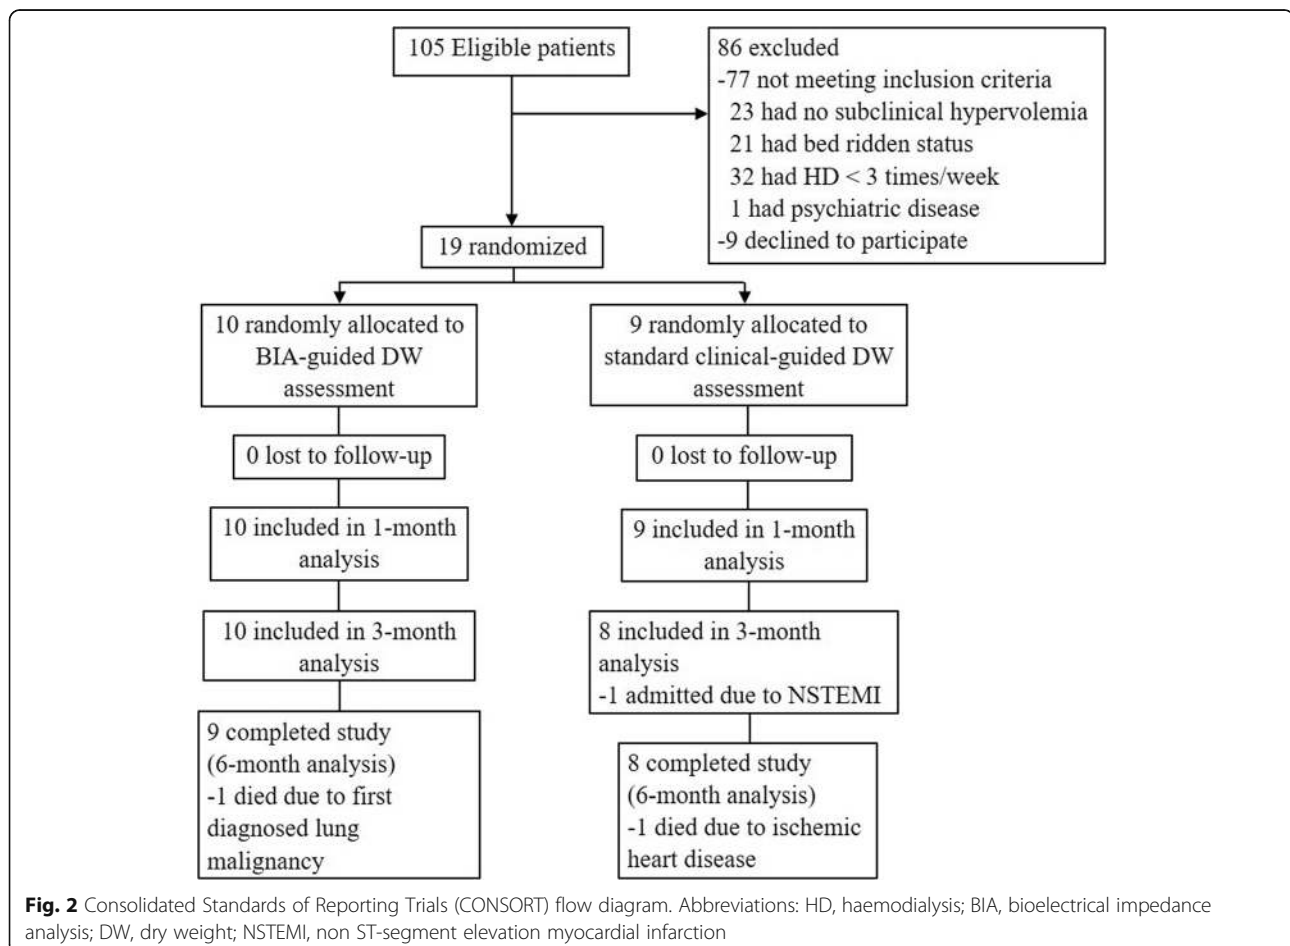 105 Eligible patients
86 excluded
-77 not meeting inclusion criteria
23 had no subclinical hypervolemia
21 had bed ridden status
32 had HD < 3 times/week
1 had psychiatric disease
-9 declined to participate
19 randomized
10 randomly allocated to
BIA-guided DW
assessment
9 randomly allocated to
standard clinical-guided DW
assessment
0 lost to follow-up
0 lost to follow-up
10 included in 1-month
analysis
9 included in 1-month
analysis
10 included in 3-month
analysis
8 included in 3-month
analysis
-1 admitted due to NSTEMI
9 completed study
(6-month analysis)
-1 died due to first
diagnosed lung
malignancy
8 completed study
(6-month analysis)
-1 died due to ischemic
heart disease
Fig. 2 Consolidated Standards of Reporting Trials (CONSORT) flow diagram. Abbreviations: HD, haemodialysis; BIA, bioelectrical impedance
analysis; DW, dry weight; NSTEMI, non ST-segment elevation myocardial infarction